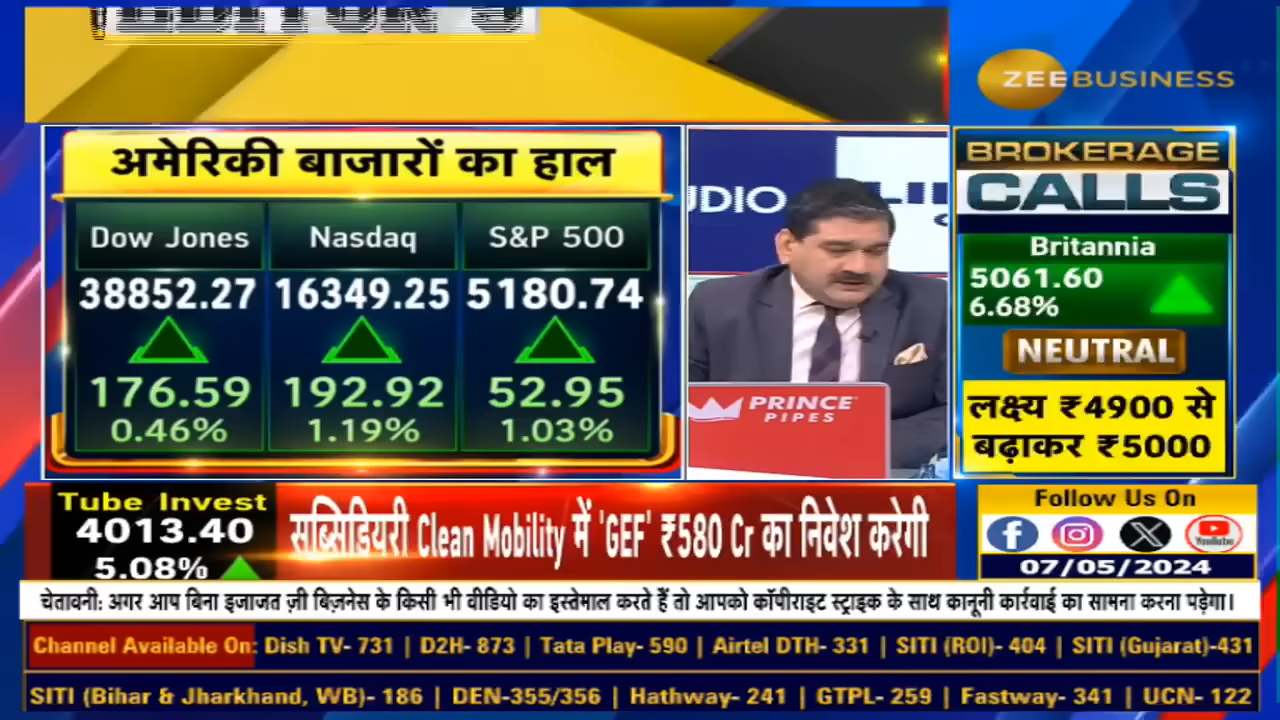 EDITOR'S
ZEE BUSINESS
अमेरिकी बाजारों का हाल
Dow Jones
Nasdaq
S&P 500
38852.27
16349.25
5180.74
176.59
192.92
52.95
0.46%
1.19%
1.03%
UDIO
PRINCE
PIPES
BROKERAGE
CALLS
Britannia
5061.60
6.68%
NEUTRAL
लक्ष्य ₹4900 से
बढ़ाकर ₹5000
Tube Invest
4013.40
5.08%
सब्सिडियरी Clean Mobility में 'GEF' ₹580 Cr का निवेश करेगी
Follow Us On
YouTube
07/05/2024
चेतावनी: अगर आप बिना इजाजत ज़ी बिज़नेस के किसी भी वीडियो का इस्तेमाल करते हैं तो आपको कॉपीराइट स्ट्राइक के साथ कानूनी कार्रवाई का सामना करना पड़ेगा।
Channel Available On: Dish TV- 731 | D2H- 873 | Tata Play- 590 | Airtel DTH- 331 | SITI (ROI)- 404 | SITI (Gujarat)-431
SITI (Bihar & Jharkhand, WB)- 186 | DEN-355/356 | Hathway- 241 | GTPL- 259 | Fastway- 341 | UCN- 122